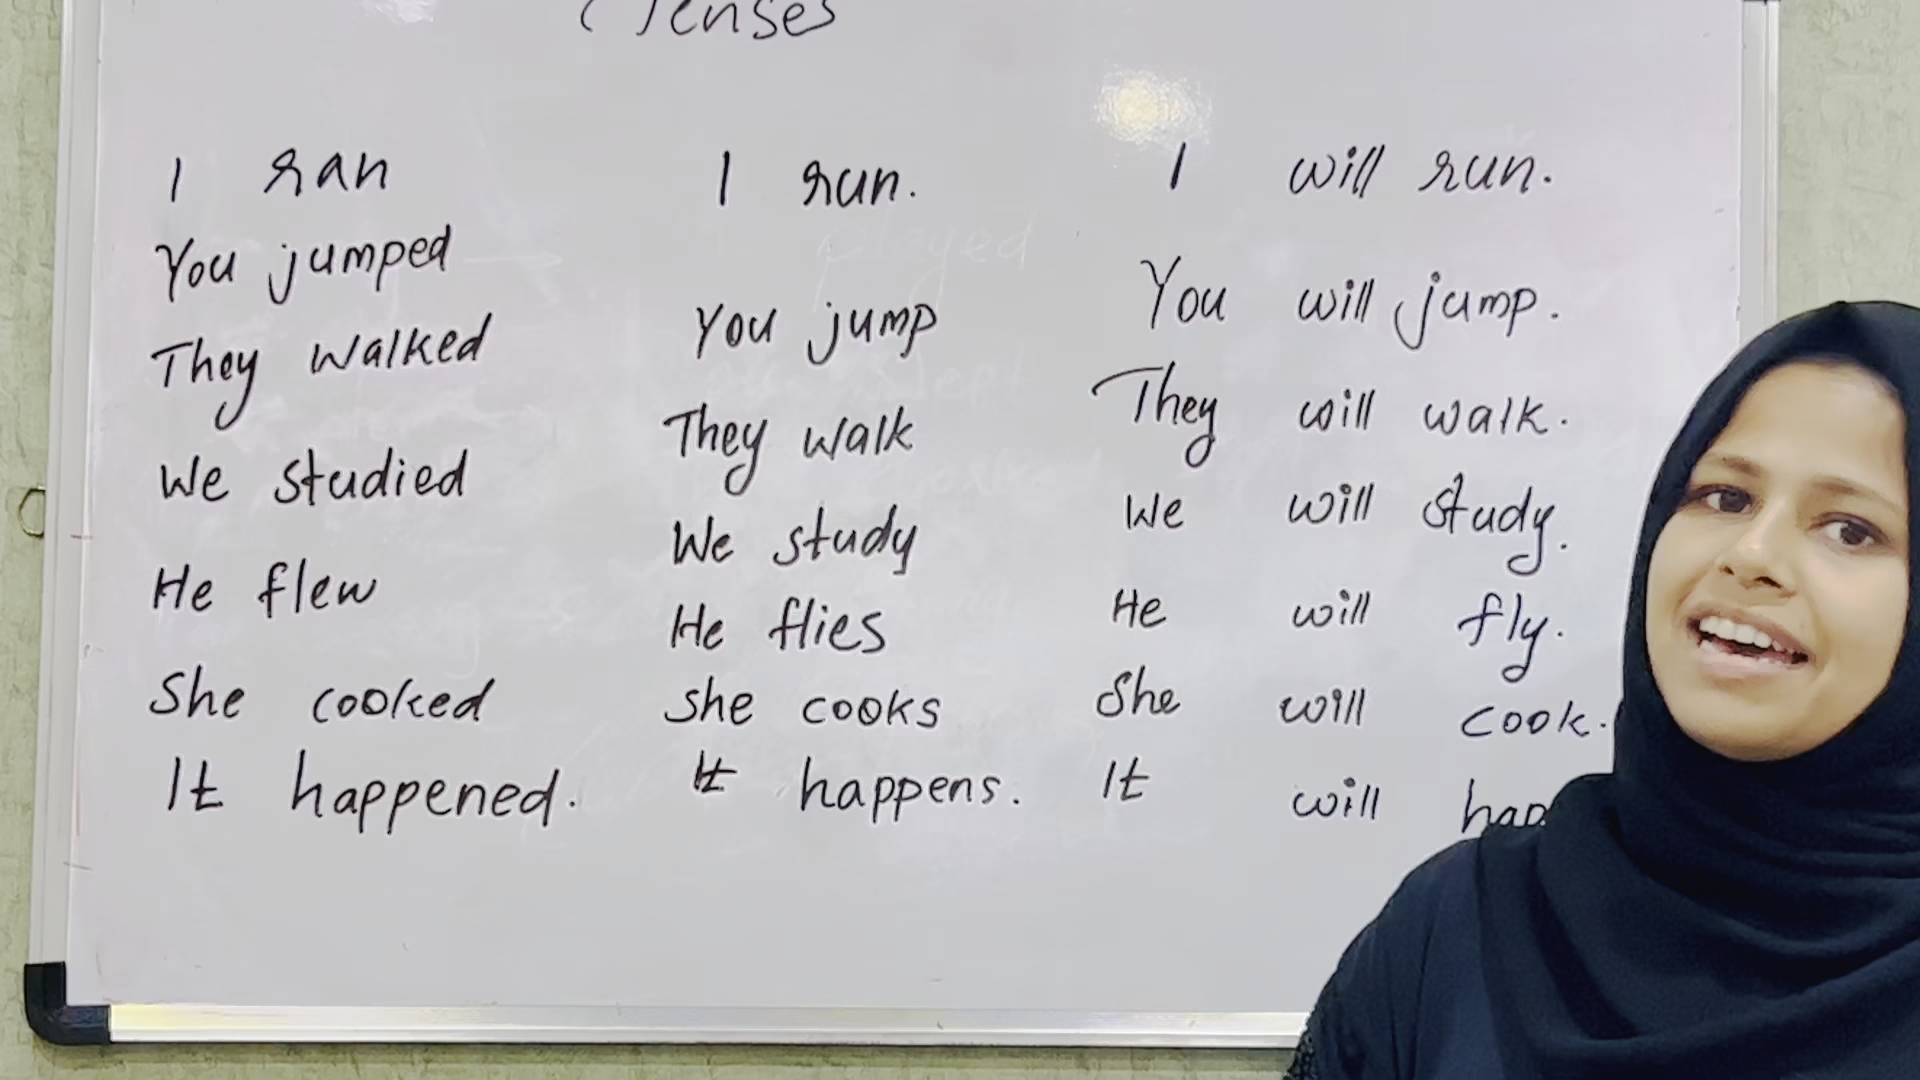 Tenses
I ran
You jumped
They walked
We studied
He flew
She cooked
It happened.
I run.
You jump
They walk
We study
He flies
She cooks
It happens.
I will run.
You will jump.
They will walk.
We will study.
He will fly.
She will cook.
It will